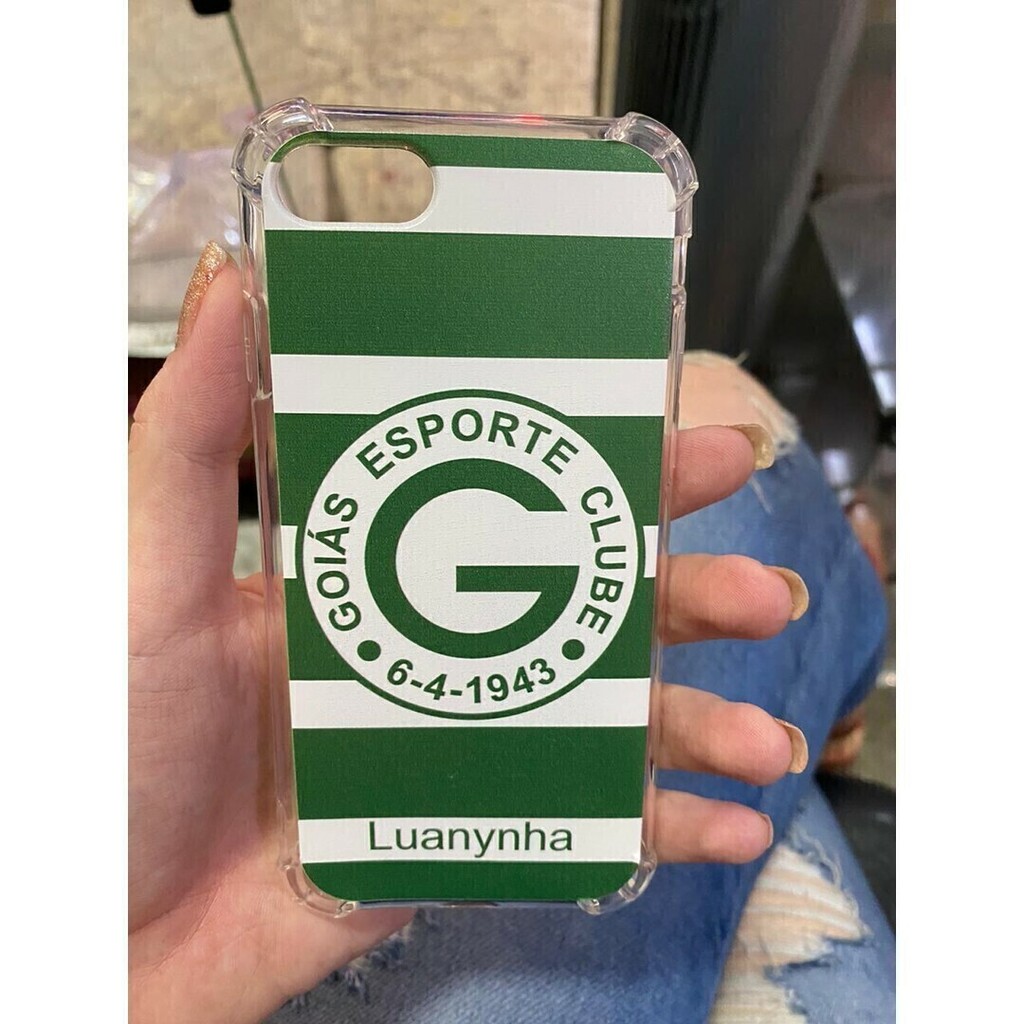 GOIÁS ESPORTE CLUBE
G
6-4-1943
Luanynha